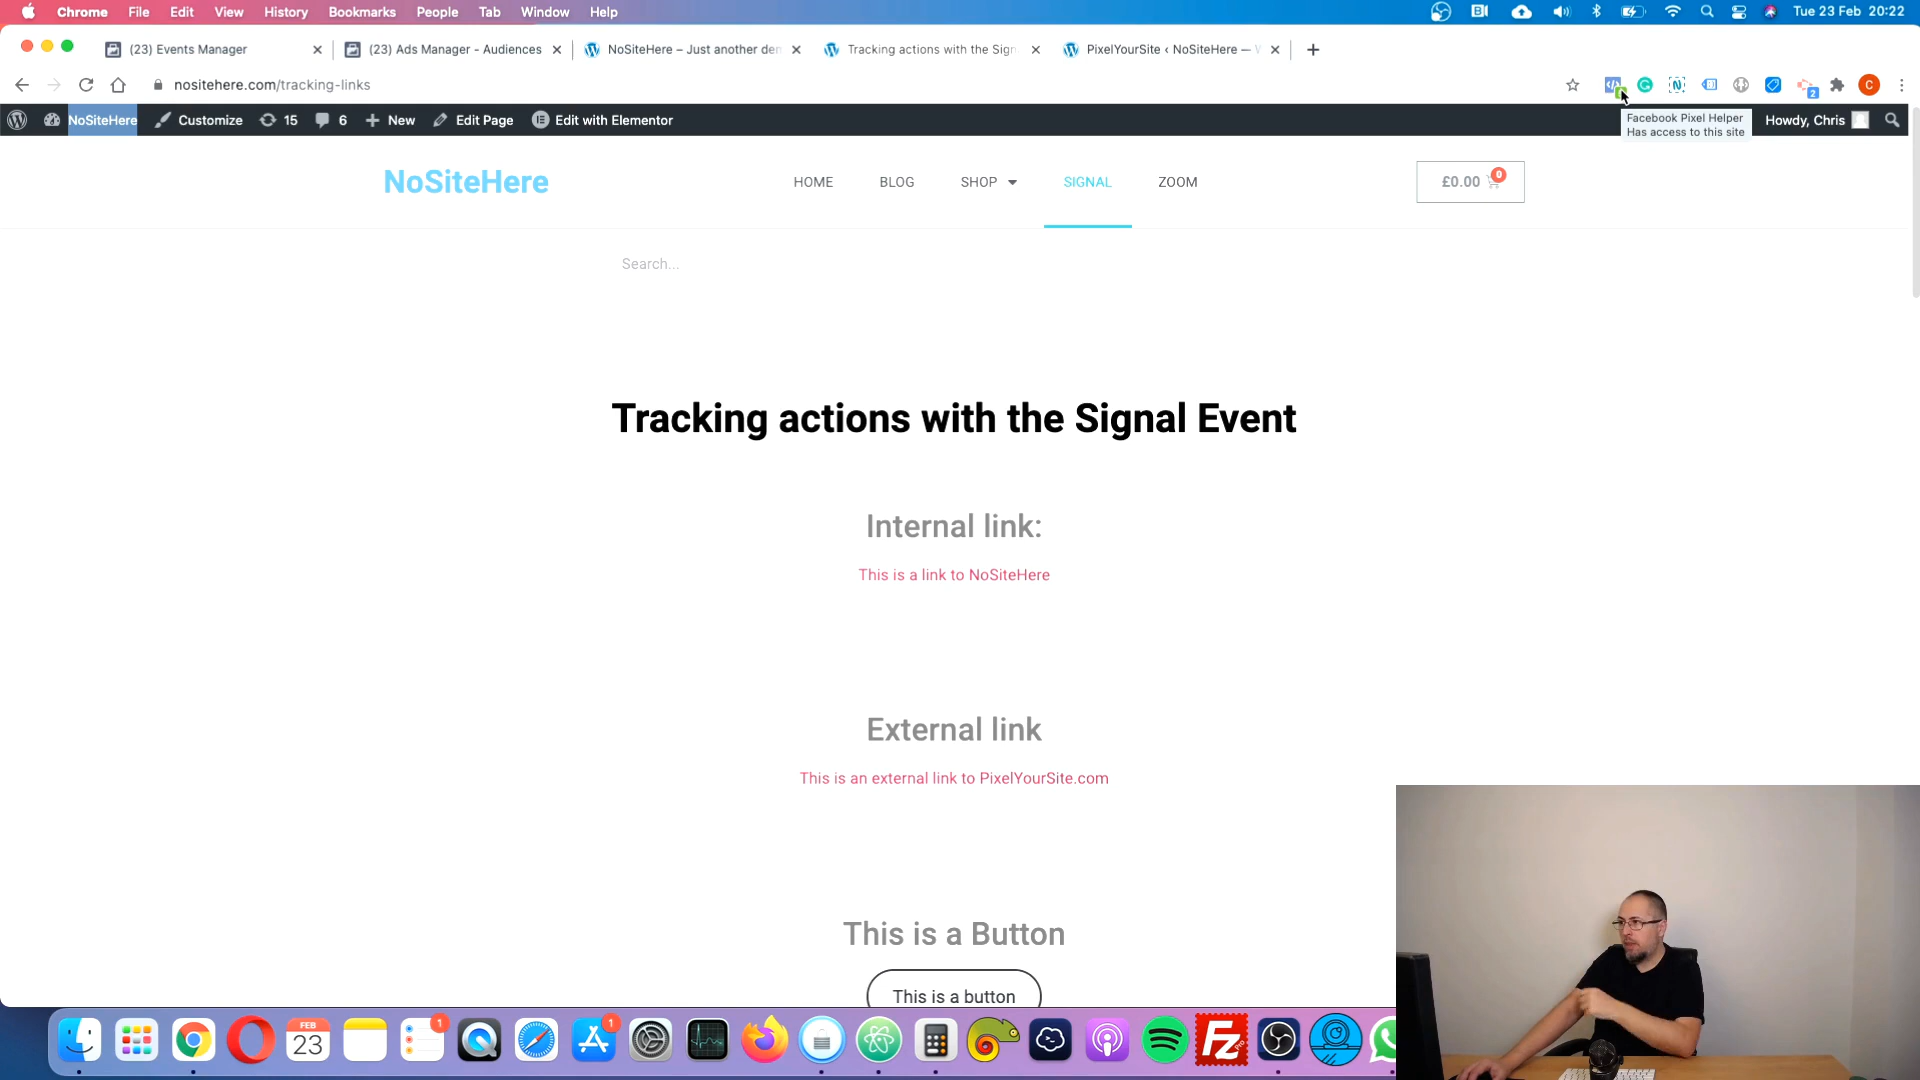 Chrome File Edit View History Bookmarks People Tab Window Help
Tue 23 Feb 20:22
(23) Events Manager
(23) Ads Manager - Audiences
NoSiteHere – Just another
Tracking actions with the Sign
PixelYourSite ‹ NoSiteHere —
nositehere.com/tracking-links
2
NoSiteHere
Customize
15
6
New
Edit Page
Edit with Elementor
Facebook Pixel Helper
Has access to this site
Howdy, Chris
C
NoSiteHere
HOME
BLOG
SHOP
SIGNAL
ZOOM
£0.00
0
Search...
Tracking actions with the Signal Event
Internal link:
This is a link to NoSiteHere
External link
This is an external link to PixelYourSite.com
This is a Button
This is a button
FEB
23
1
1
Fz
Pro